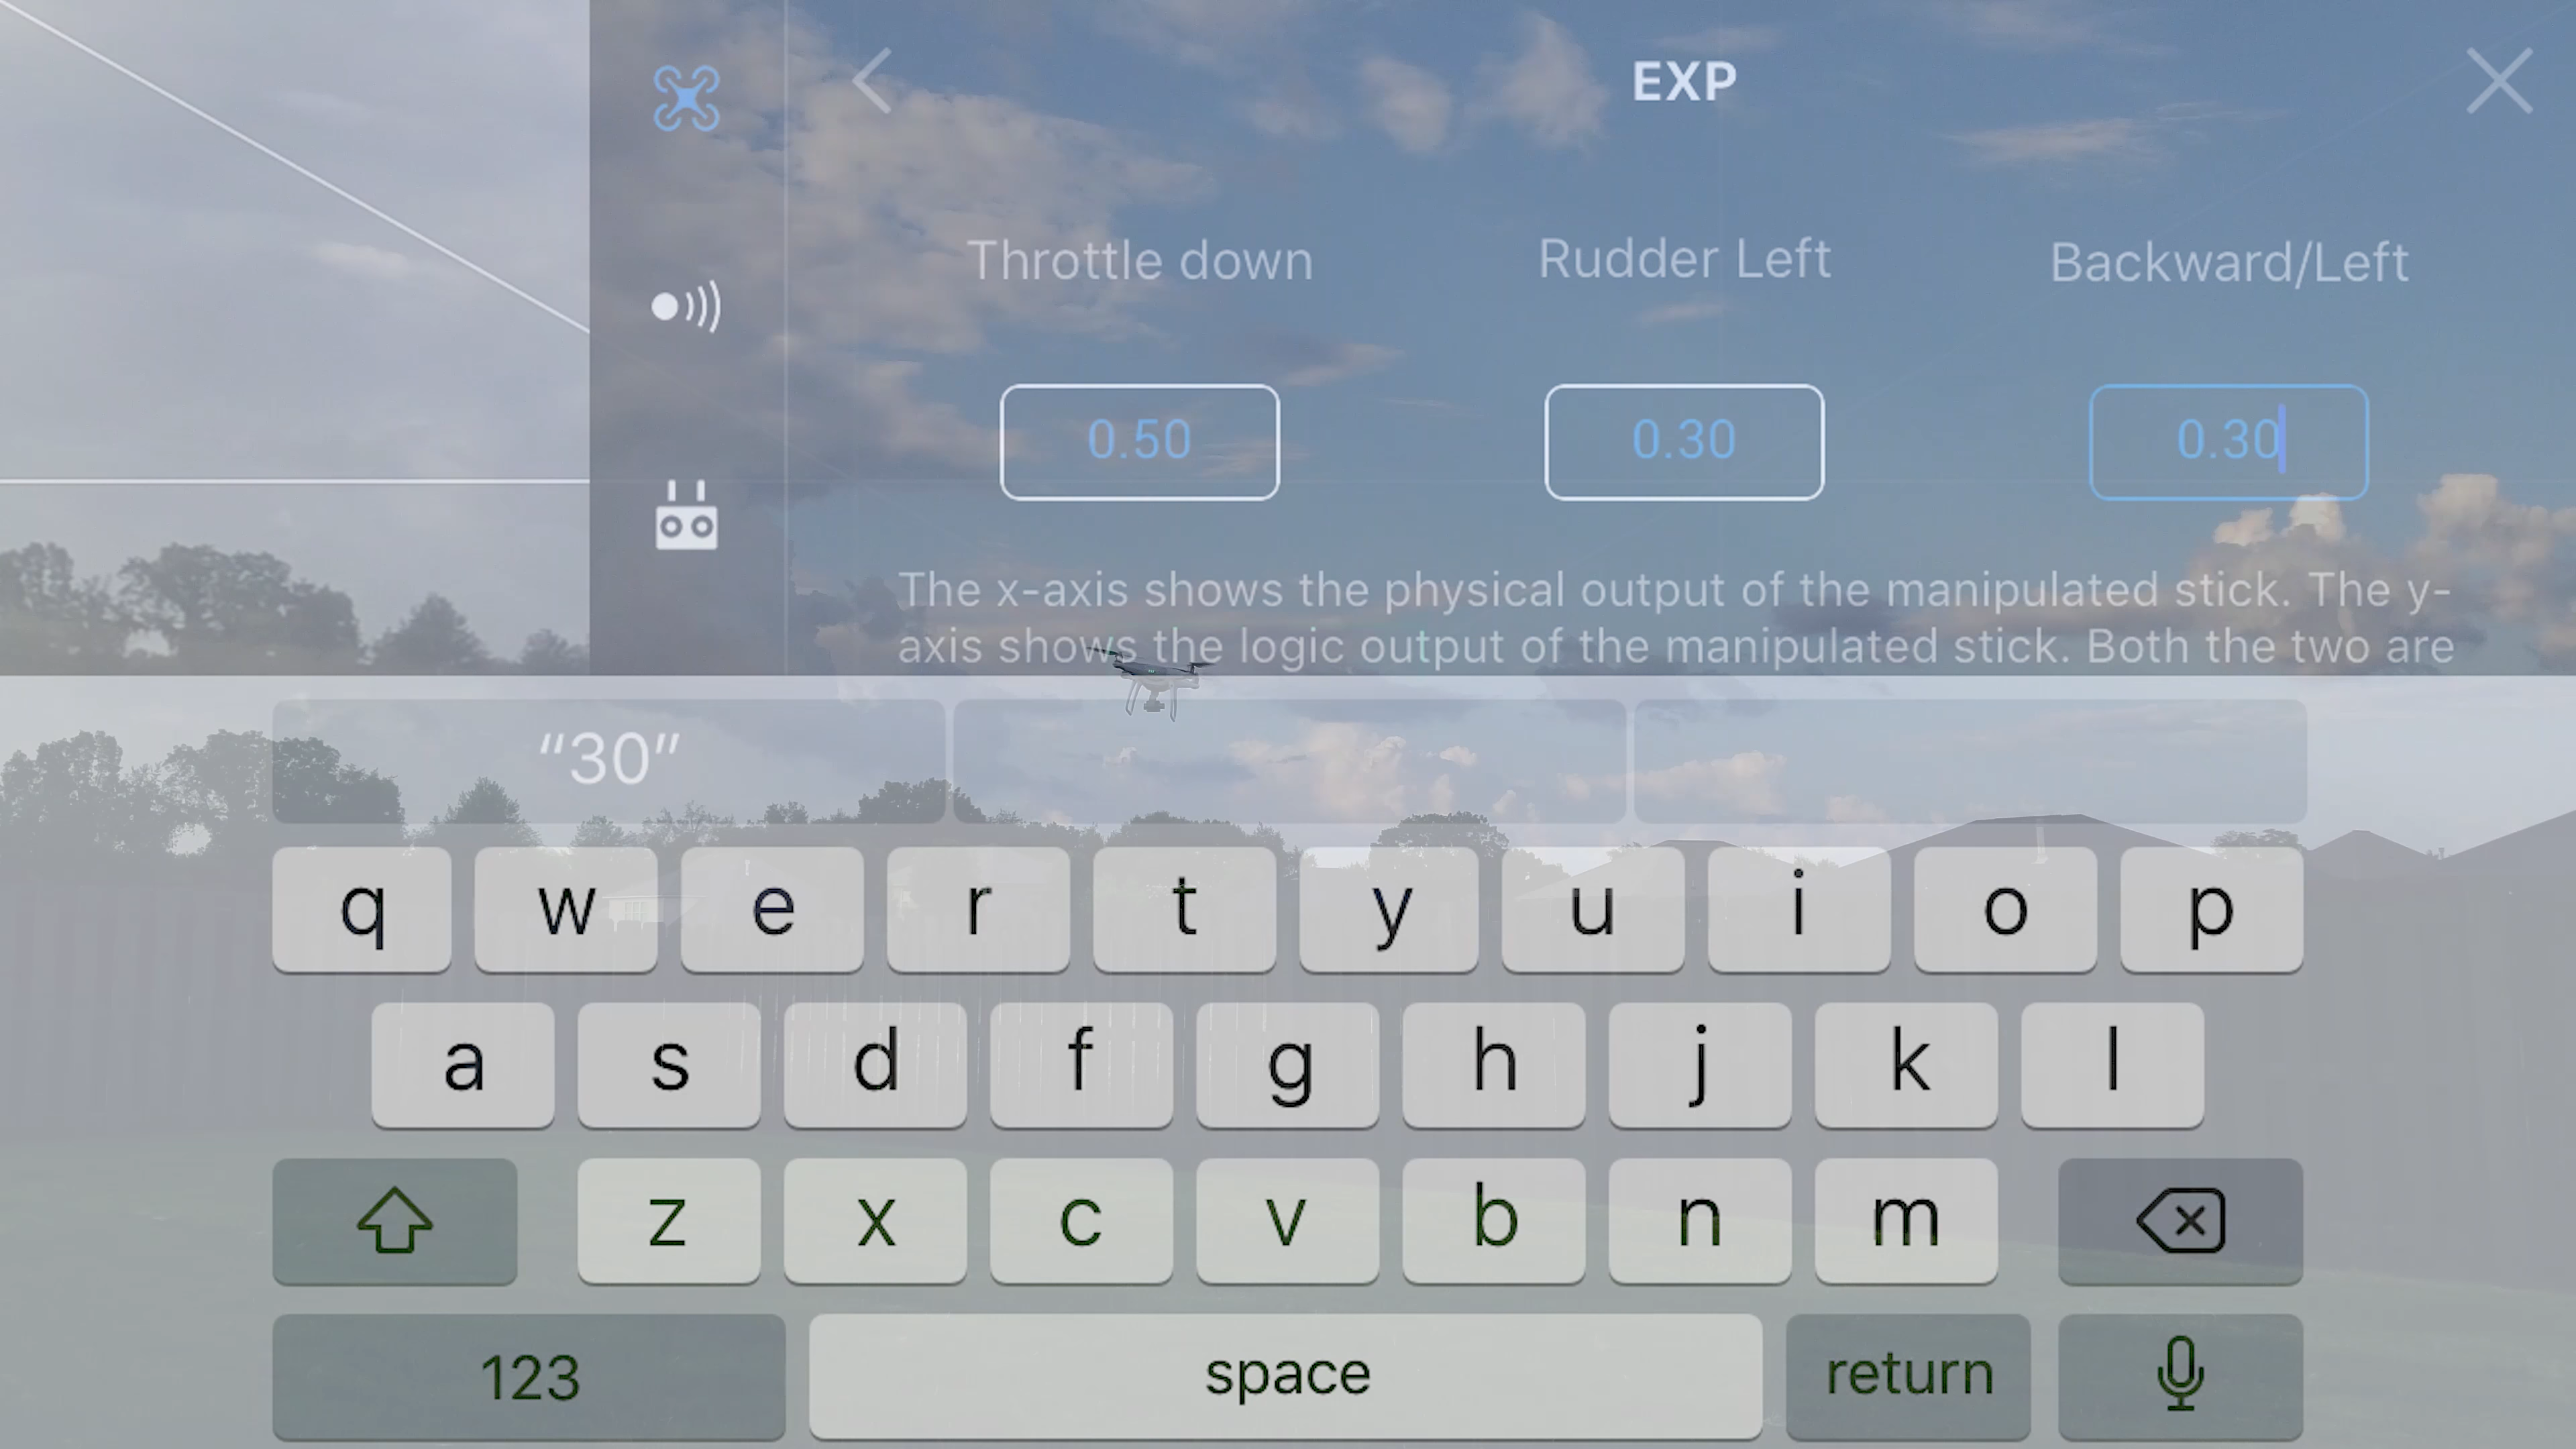 EXP
Throttle down
Rudder Left
Backward/Left
0.50
0.30
0.30
The x-axis shows the physical output of the manipulated stick. The y-
axis shows the logic output of the manipulated stick. Both the two are
“30”
q w e r t y u i o p
a s d f g h j k l
z x c v b n m
123 space return